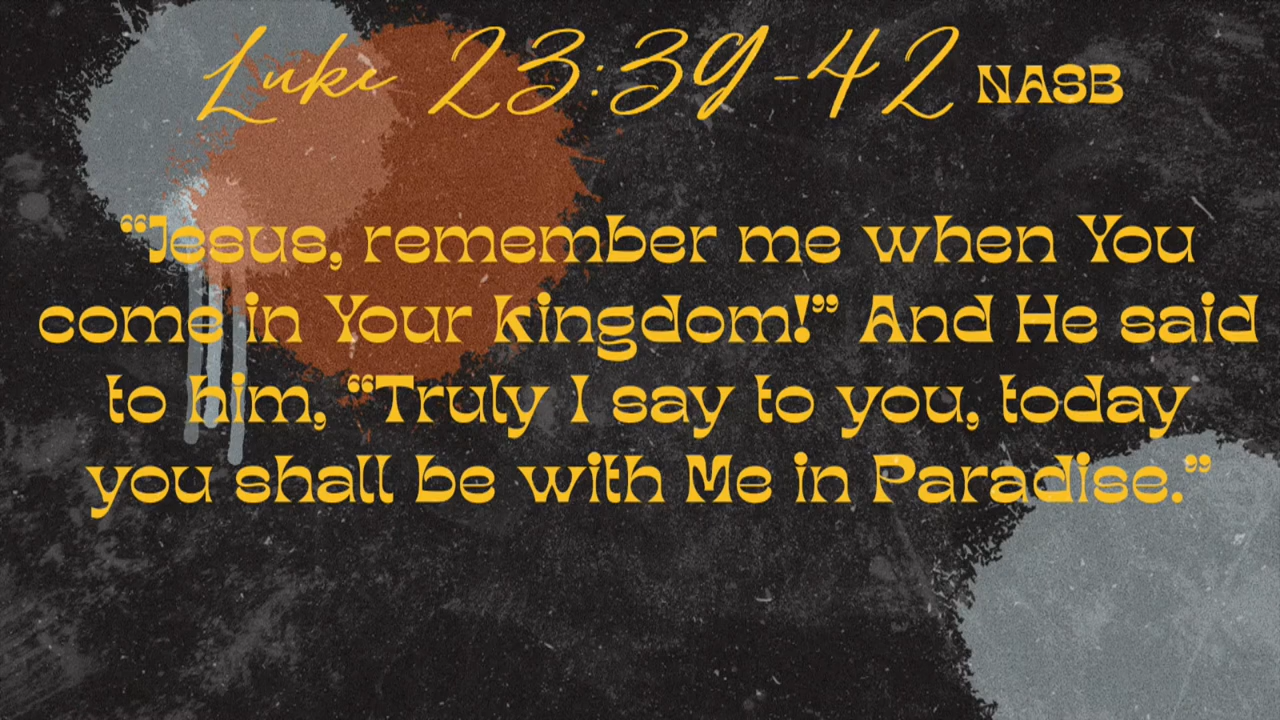 Luke 23:39-42 NASB
“Jesus, remember me when You
come in Your kingdom!” And He said
to him, “Truly I say to you, today
you shall be with Me in Paradise.”